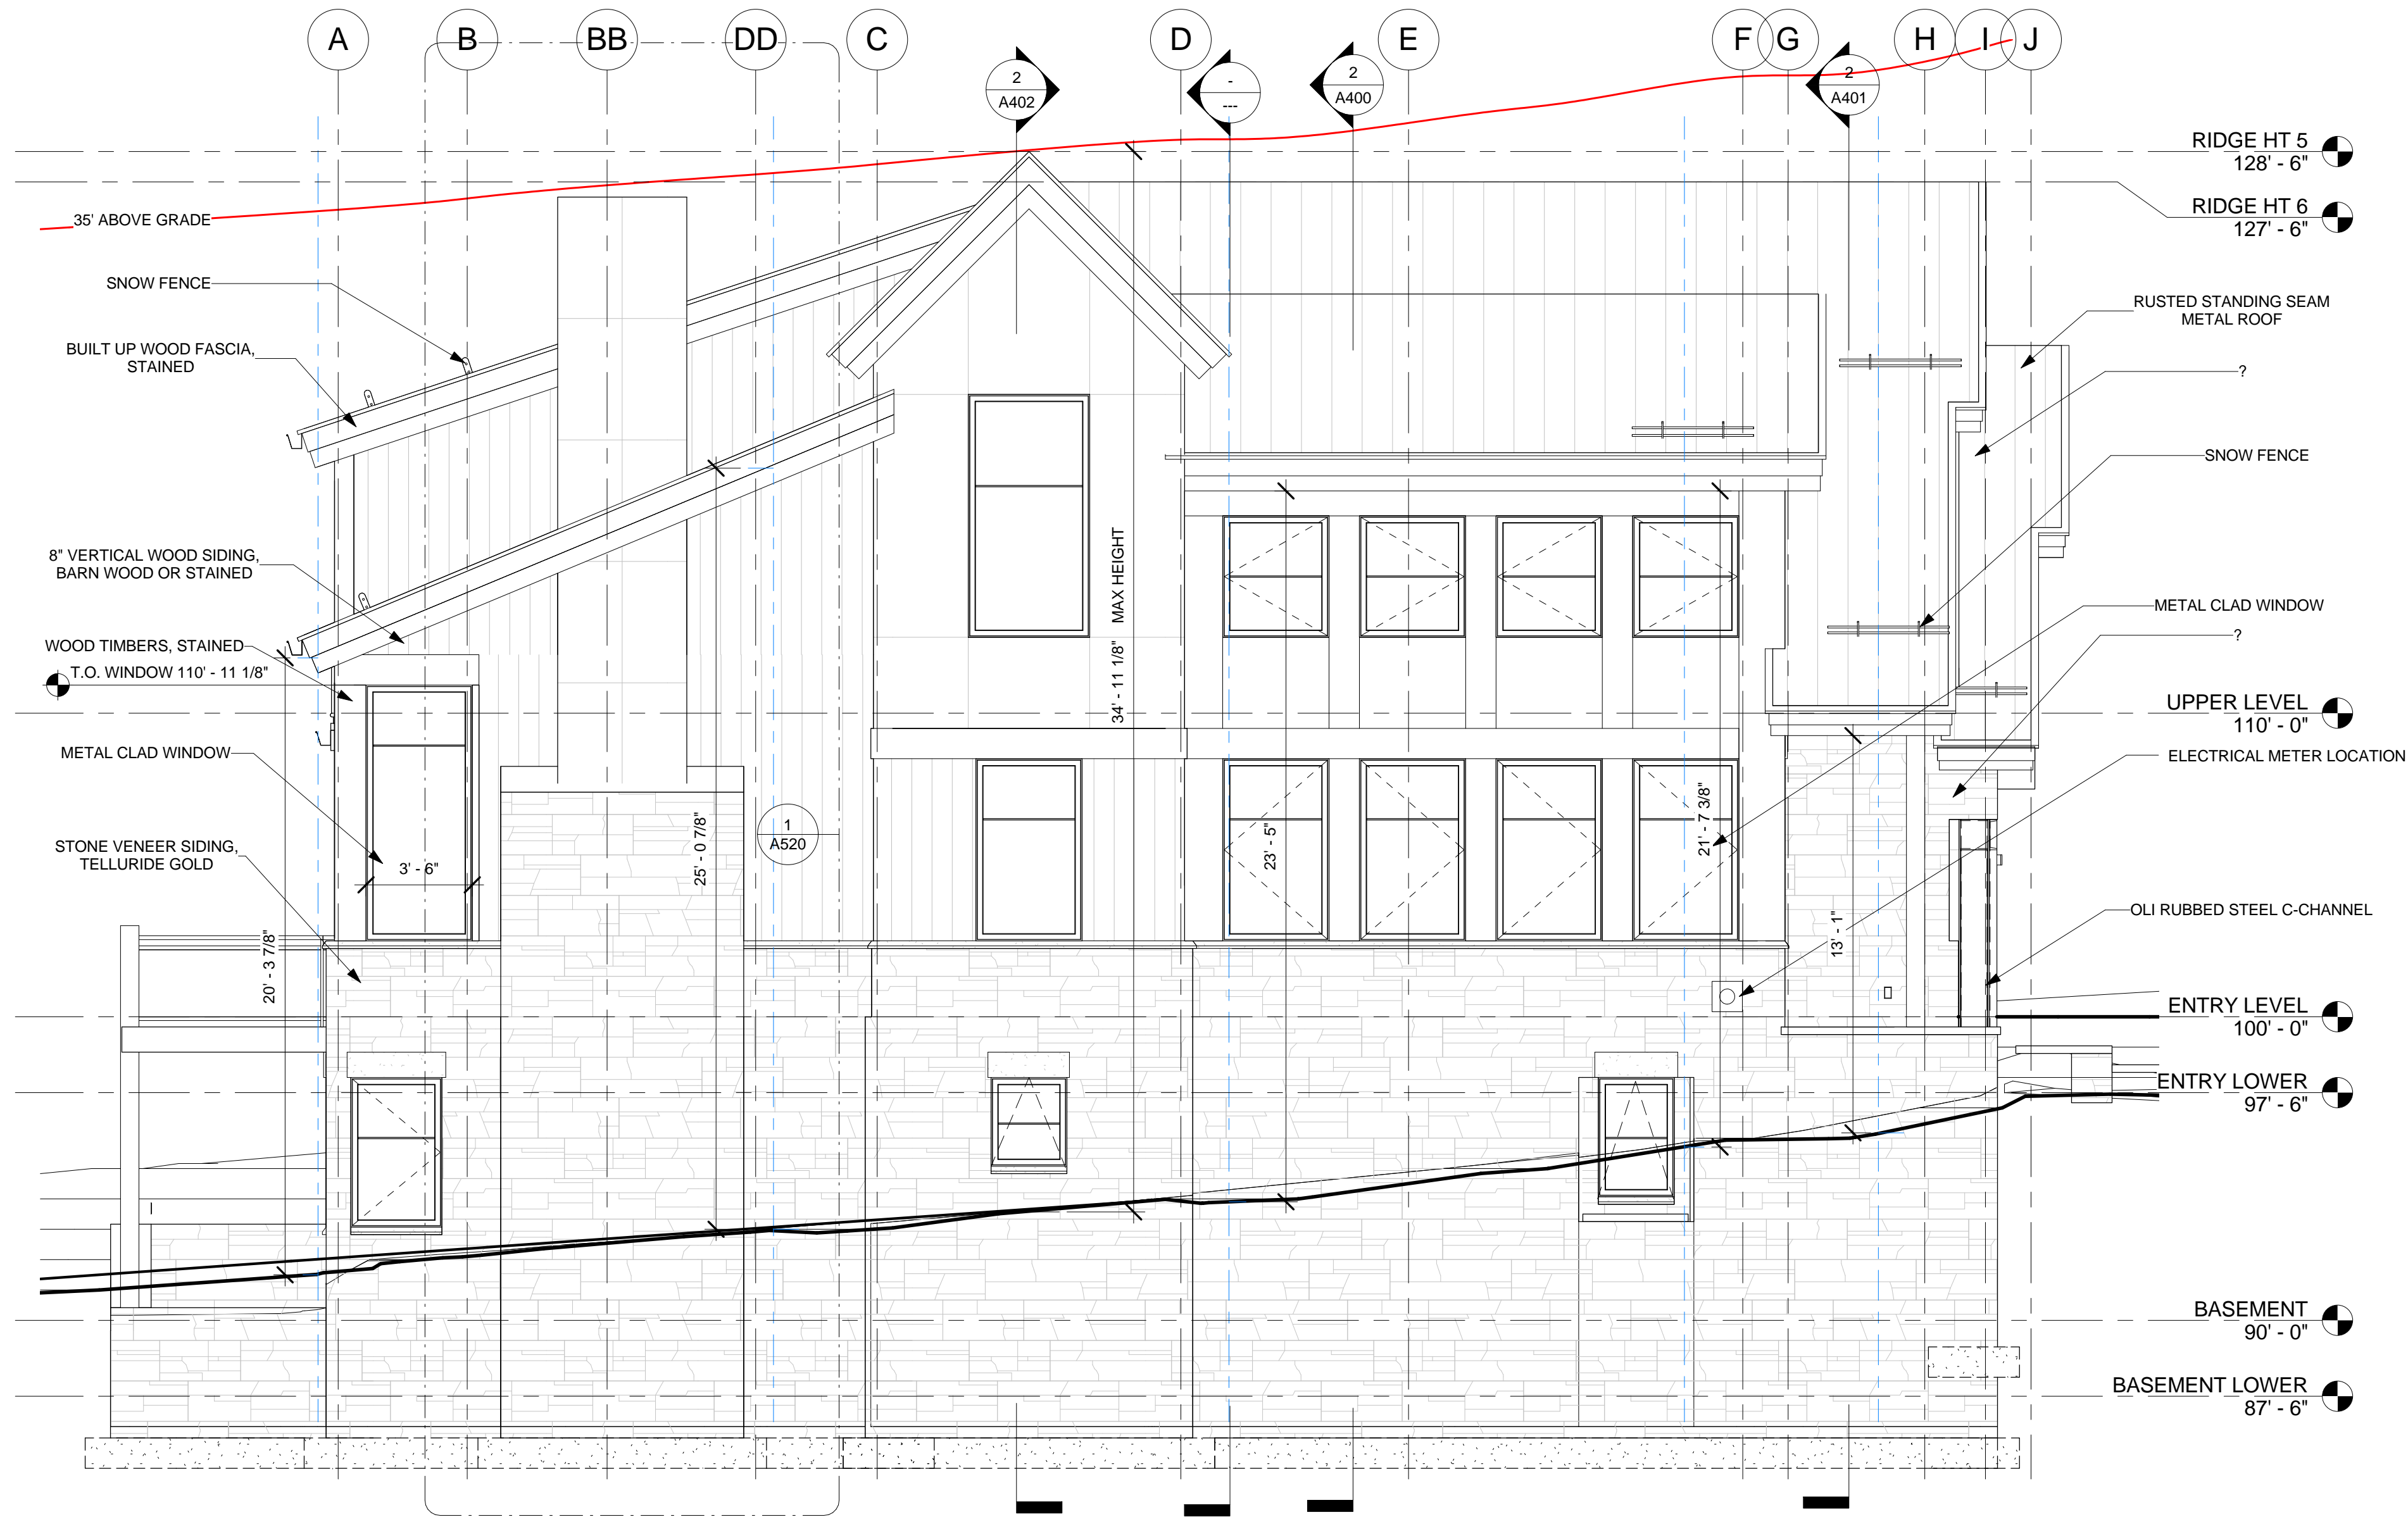 A
B
BB
DD
C
D
E
F
G
H
I
J
2
A402
-
---
2
A400
2
A401
RIDGE HT 5
128' - 6"
RIDGE HT 6
127' - 6"
35' ABOVE GRADE
SNOW FENCE
BUILT UP WOOD FASCIA,
STAINED
8" VERTICAL WOOD SIDING,
BARN WOOD OR STAINED
WOOD TIMBERS, STAINED
T.O. WINDOW 110' - 11 1/8"
METAL CLAD WINDOW
STONE VENEER SIDING,
TELLURIDE GOLD
3' - 6"
20' - 3 7/8"
25' - 0 7/8"
1
A520
34' - 11 1/8" MAX HEIGHT
23' - 5"
21' - 7 3/8"
13' - 1"
RUSTED STANDING SEAM
METAL ROOF
?
SNOW FENCE
METAL CLAD WINDOW
?
UPPER LEVEL
110' - 0"
ELECTRICAL METER LOCATION
OLI RUBBED STEEL C-CHANNEL
ENTRY LEVEL
100' - 0"
ENTRY LOWER
97' - 6"
BASEMENT
90' - 0"
BASEMENT LOWER
87' - 6"